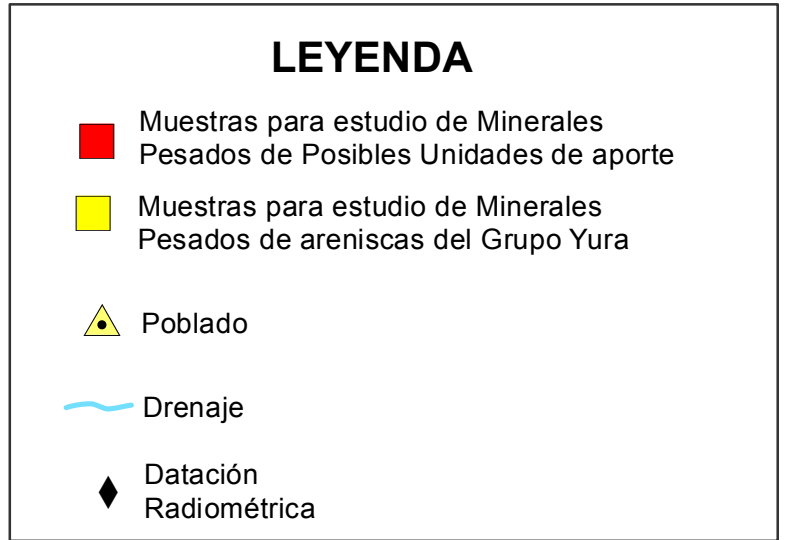 LEYENDA
Muestras para estudio de Minerales
Pesados de Posibles Unidades de aporte
Muestras para estudio de Minerales
Pesados de areniscas del Grupo Yura
Poblado
Drenaje
Datación
Radiométrica